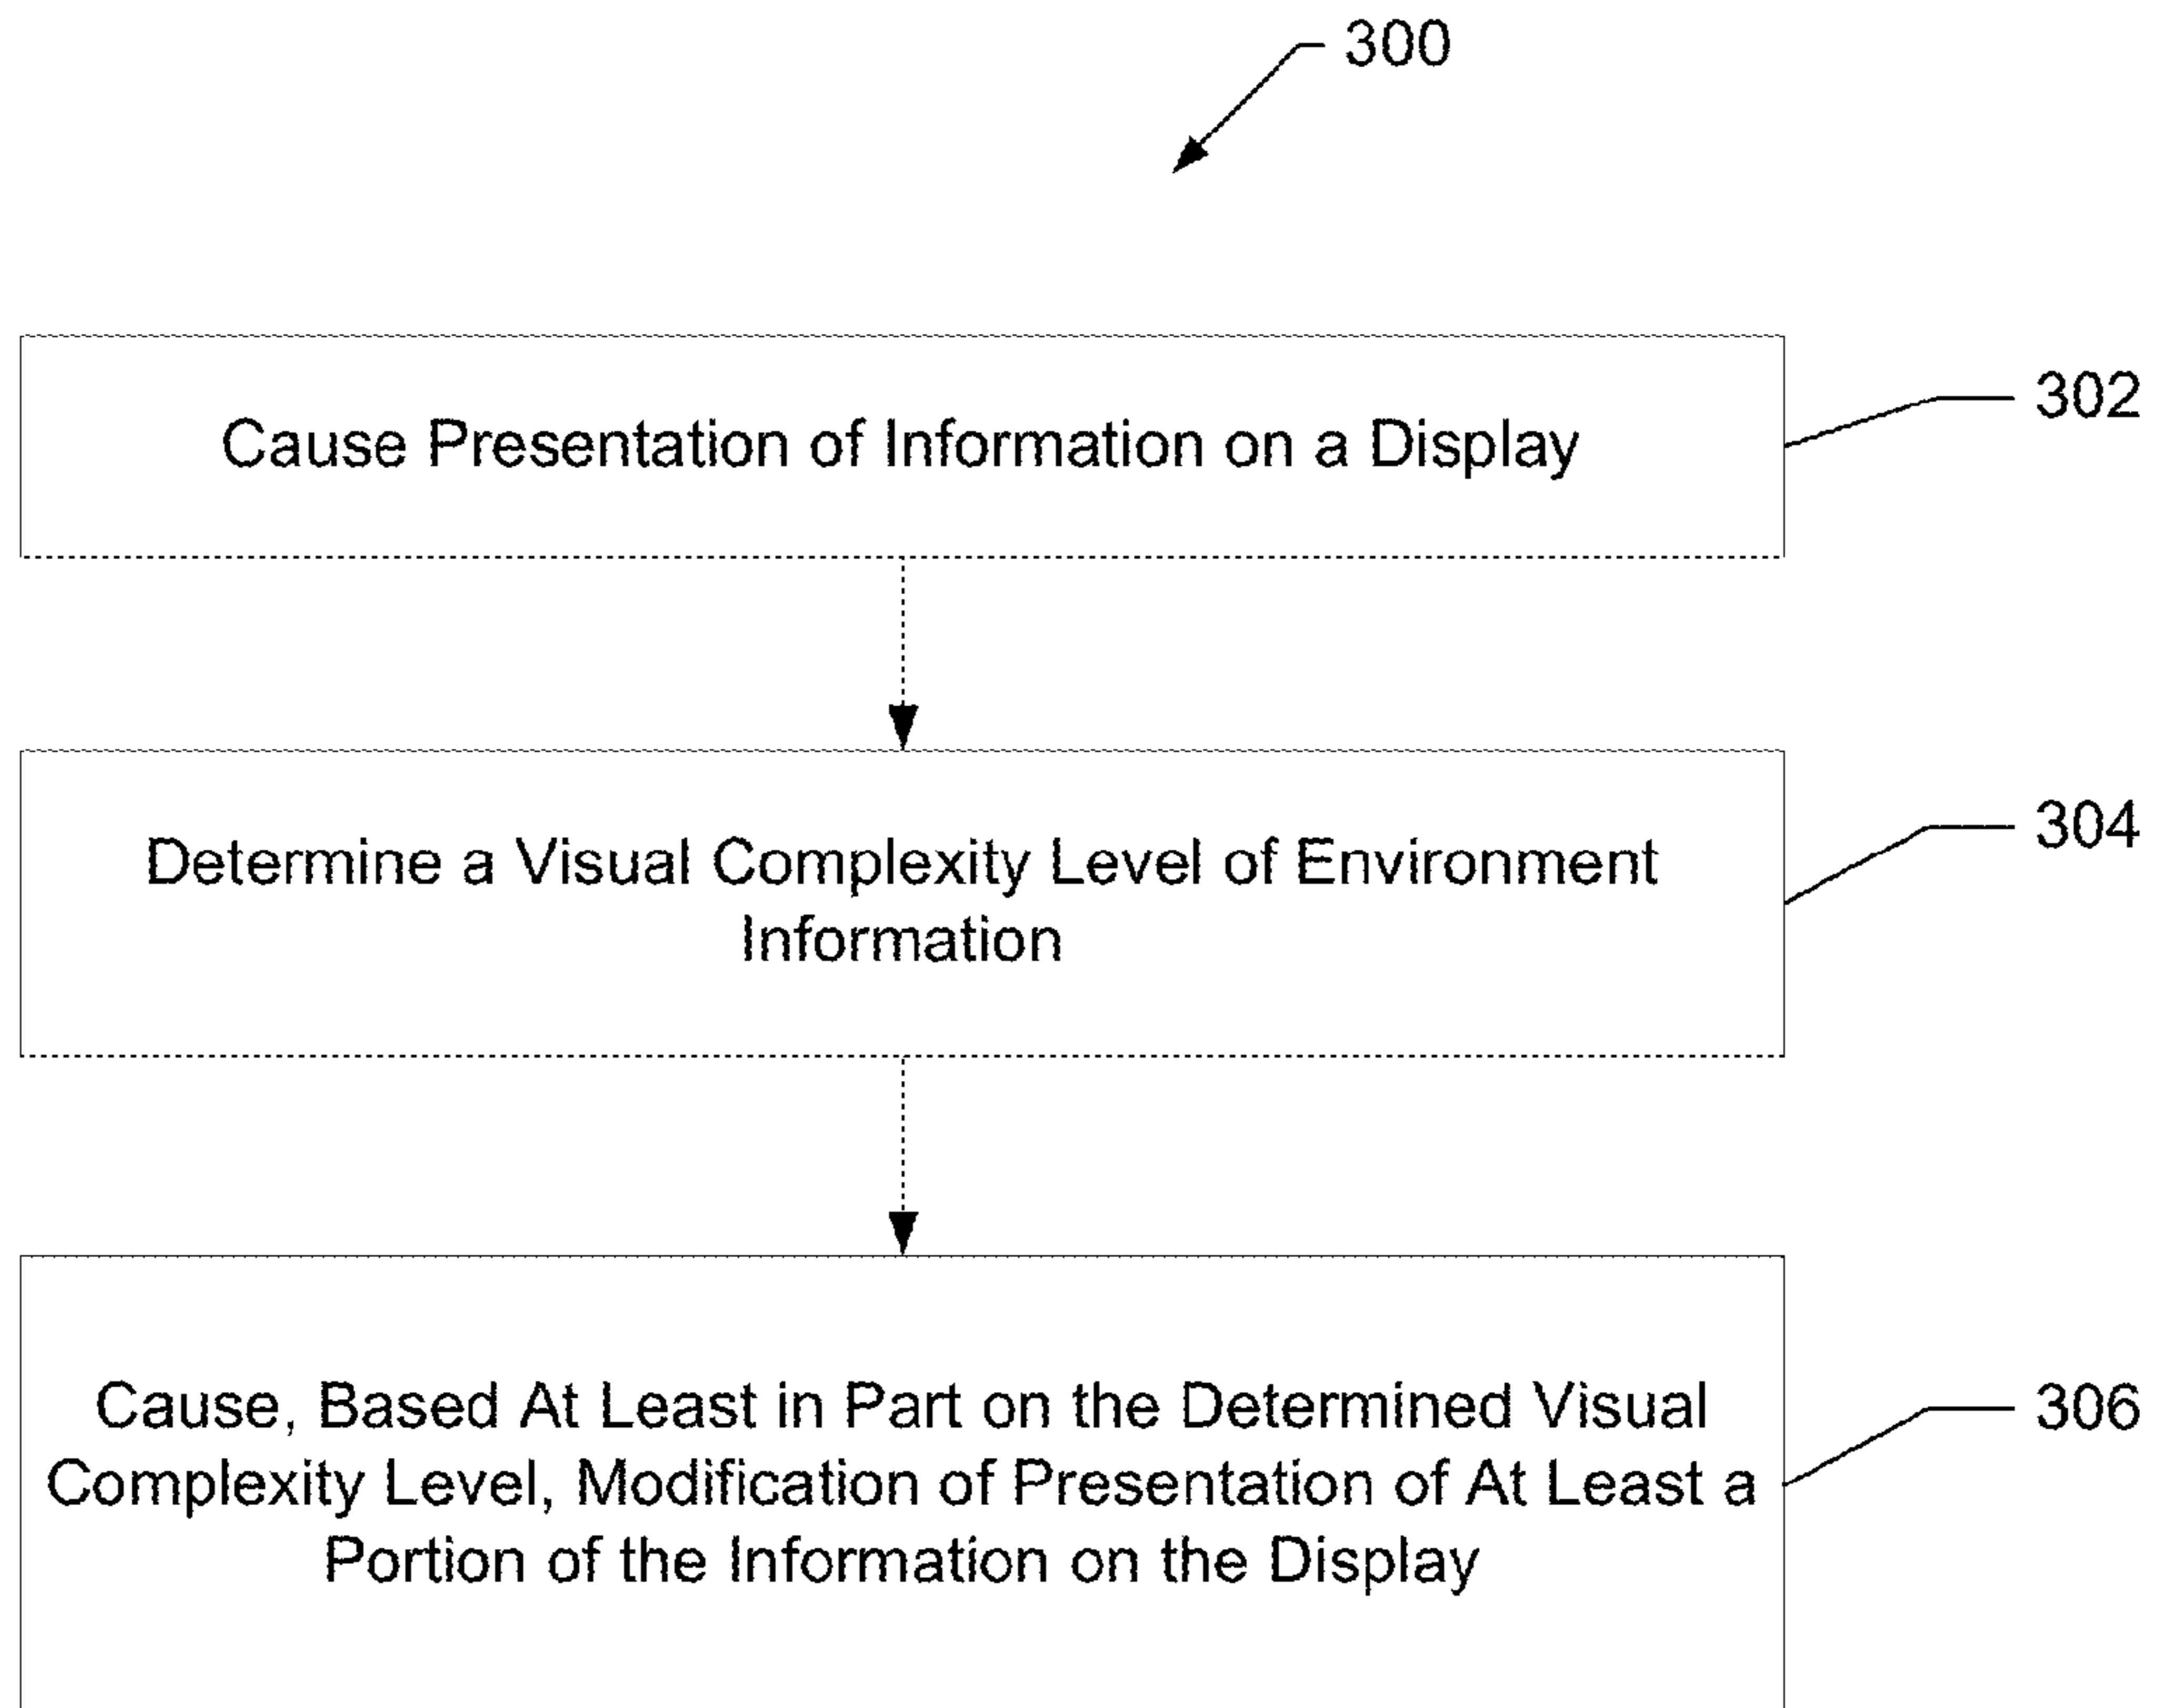 300
Cause Presentation of Information on a Display
302
Determine a Visual Complexity Level of Environment
Information
304
Cause, Based At Least in Part on the Determined Visual
Complexity Level, Modification of Presentation of At Least a
Portion of the Information on the Display
306